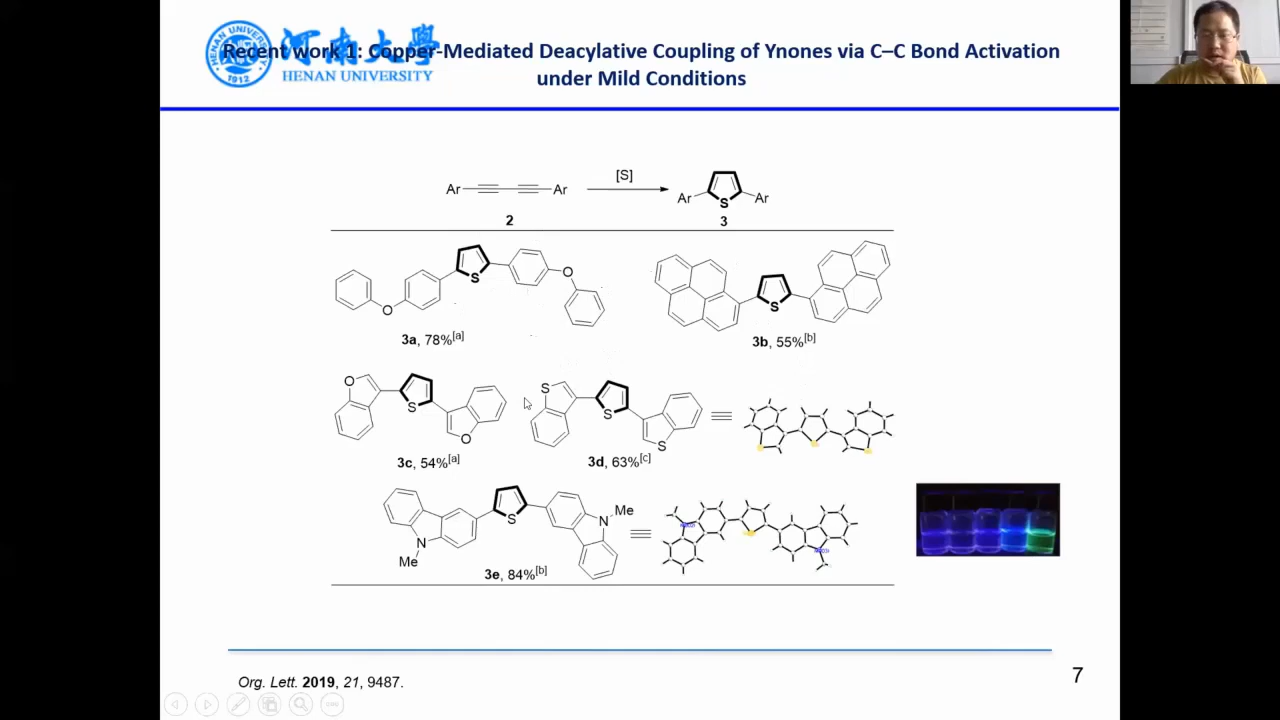 Recent work 1: Copper-Mediated Deacylative Coupling of Ynones via C–C Bond Activation
under Mild Conditions
河南大學
HENAN UNIVERSITY
1912
[S]
Ar Ar
Ar S Ar
2 3
S
O O
S
3a, 78%[a] 3b, 55%[b]
O S O
S S S
3c, 54%[a] 3d, 63%[c]
S
N Me
N
Me
3e, 84%[b]
Org. Lett. 2019, 21, 9487.
7